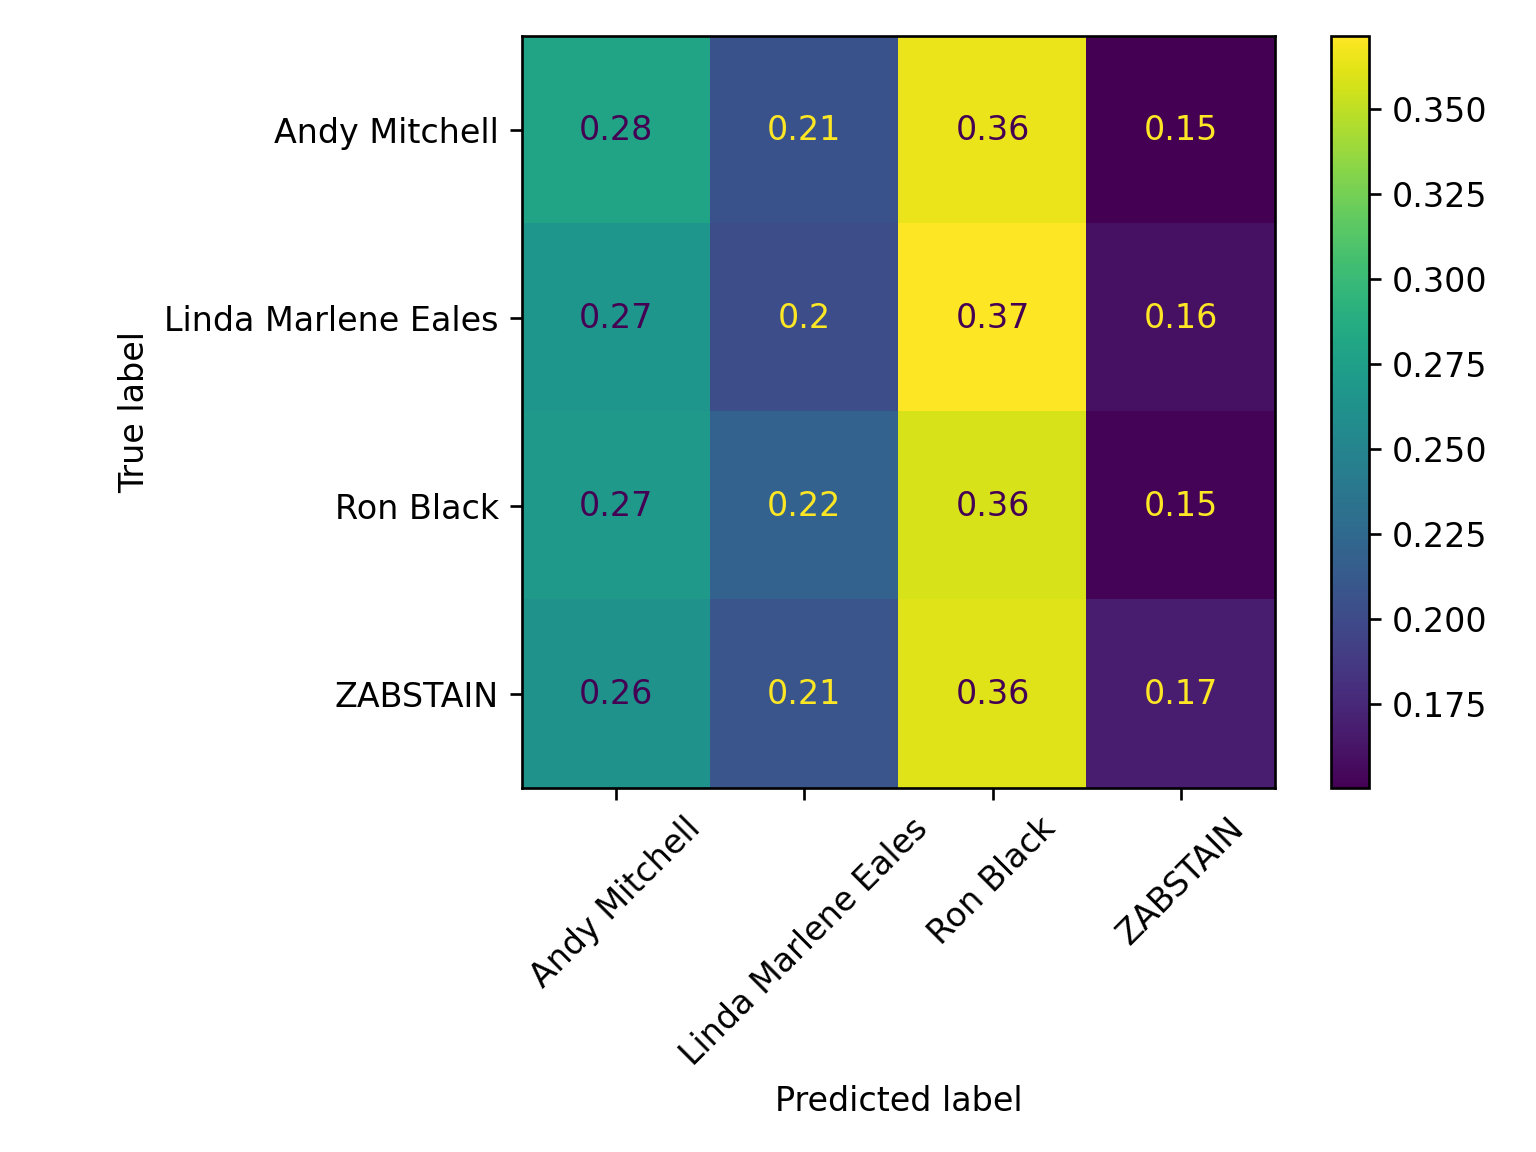 Andy Mitchell 0.28 0.21 0.36 0.15
Linda Marlene Eales 0.27 0.2 0.37 0.16
Ron Black 0.27 0.22 0.36 0.15
ZABSTAIN 0.26 0.21 0.36 0.17
True label
Andy Mitchell
Linda Marlene Eales
Ron Black
ZABSTAIN
Predicted label
0.350
0.325
0.300
0.275
0.250
0.225
0.200
0.175